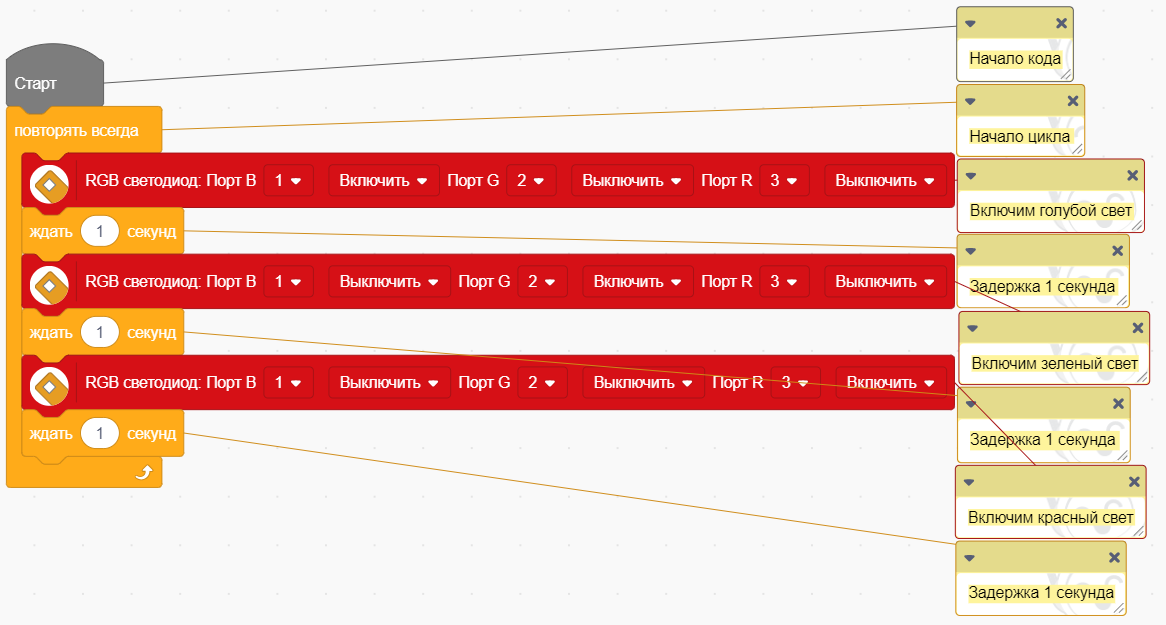 Старт
повторять всегда
RGB светодиод: Порт B 1 Включить Порт G 2 Выключить Порт R 3 Выключить
ждать 1 секунд
RGB светодиод: Порт B 1 Выключить Порт G 2 Включить Порт R 3 Выключить
ждать 1 секунд
RGB светодиод: Порт B 1 Выключить Порт G 2 Выключить Порт R 3 Включить
ждать 1 секунд
Начало кода
Начало цикла
Включим голубой свет
Задержка 1 секунда
Включим зеленый свет
Задержка 1 секунда
Включим красный свет
Задержка 1 секунда